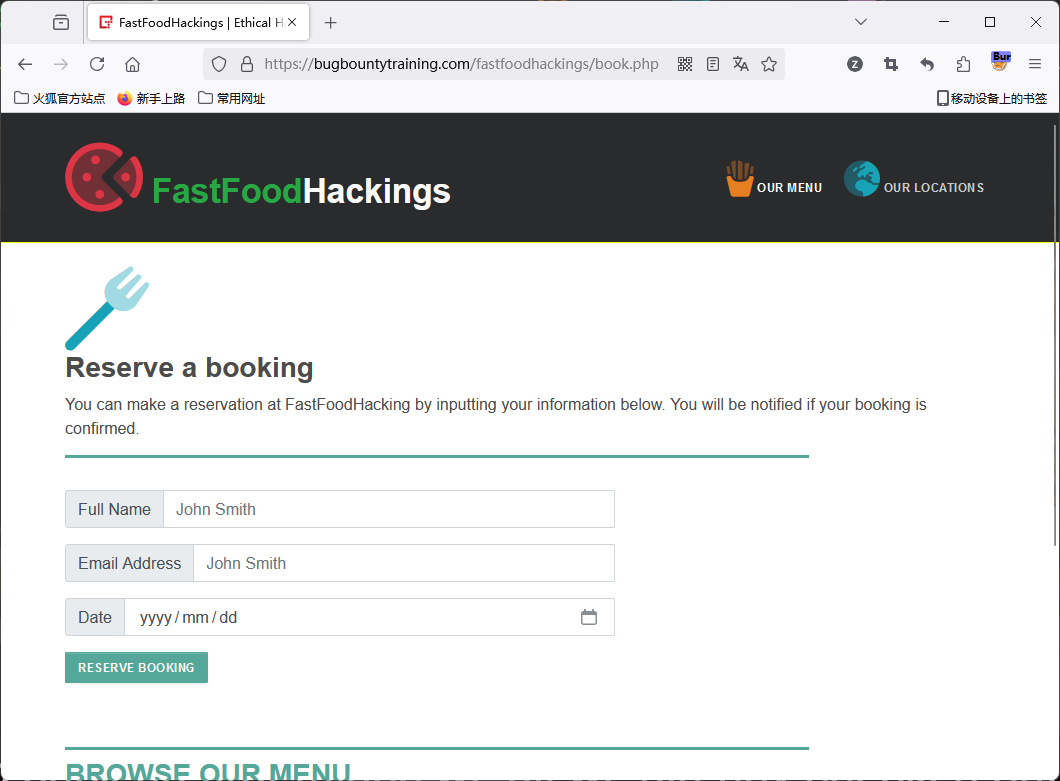 FastFoodHackings | Ethical H
https://bugbountytraining.com/fastfoodhackings/book.php
Z
Bur
火狐官方站点 新手上路 常用网址 移动设备上的书签
FastFoodHackings
OUR MENU OUR LOCATIONS
Reserve a booking
You can make a reservation at FastFoodHacking by inputting your information below. You will be notified if your booking is
confirmed.
Full Name John Smith
Email Address John Smith
Date yyyy / mm / dd
RESERVE BOOKING
BROWSE OUR MENU